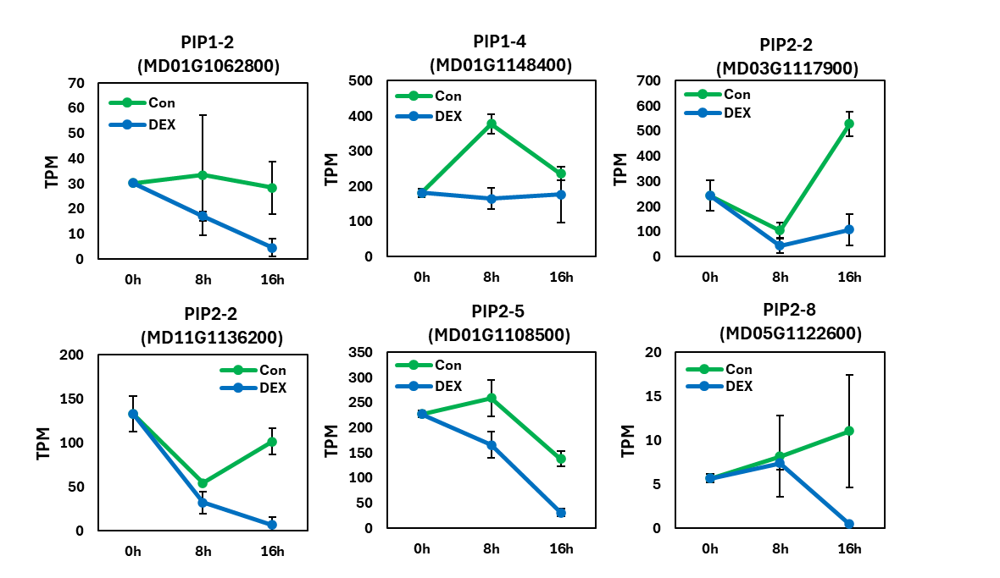 PIP1-2
(MD01G1062800)
70
60
50
40
30
20
10
0
TPM
Con
DEX
0h 8h 16h
PIP1-4
(MD01G1148400)
500
400
300
200
100
0
TPM
Con
DEX
0h 8h 16h
PIP2-2
(MD03G1117900)
700
600
500
400
300
200
100
0
TPM
Con
DEX
0h 8h 16h
PIP2-2
(MD11G1136200)
200
150
100
50
0
TPM
Con
DEX
0h 8h 16h
PIP2-5
(MD01G1108500)
350
300
250
200
150
100
50
0
TPM
Con
DEX
0h 8h 16h
PIP2-8
(MD05G1122600)
20
15
10
5
0
TPM
Con
DEX
0h 8h 16h